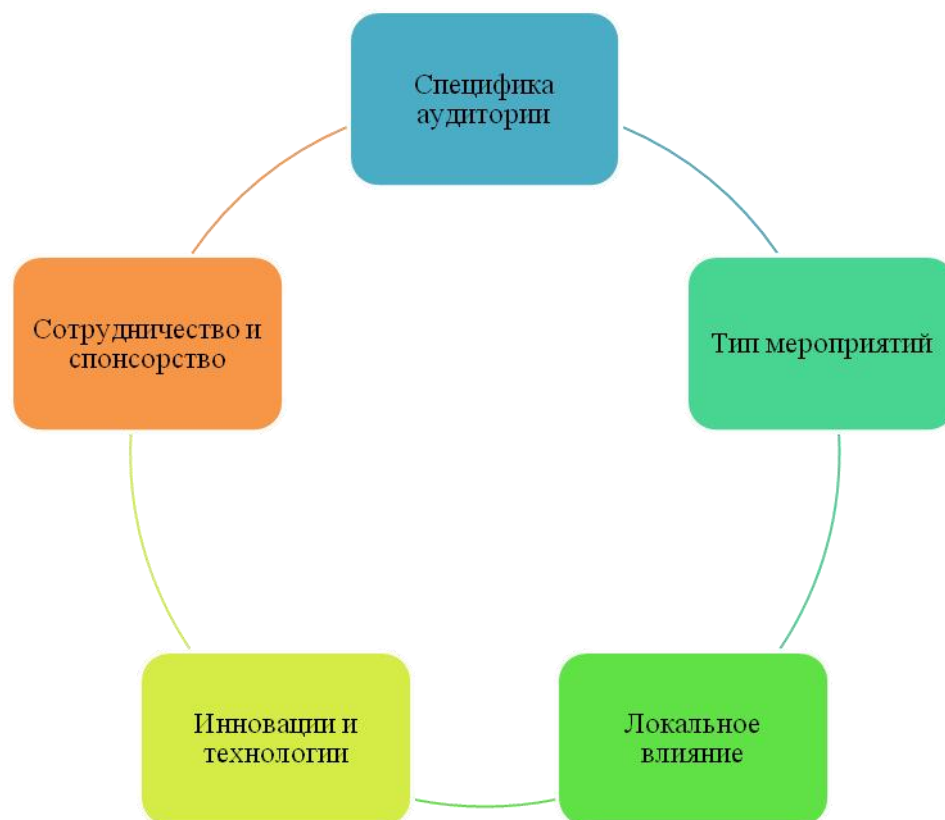 Специфика
аудитории
Тип мероприятий
Локальное
влияние
Инновации и
технологии
Сотрудничество и
спонсорство